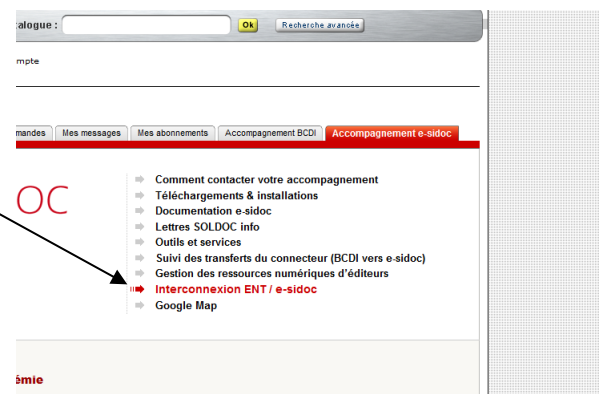 alogue : Ok Recherche avancée
mpte
mandes Mes messages Mes abonnements Accompagnement BCDI Accompagnement e-sidoc
OC
Comment contacter votre accompagnement
Téléchargements & installations
Documentation e-sidoc
Lettres SOLDOC info
Outils et services
Suivi des transferts du connecteur (BCDI vers e-sidoc)
Gestion des ressources numériques d'éditeurs
Interconnexion ENT / e-sidoc
Google Map
émie